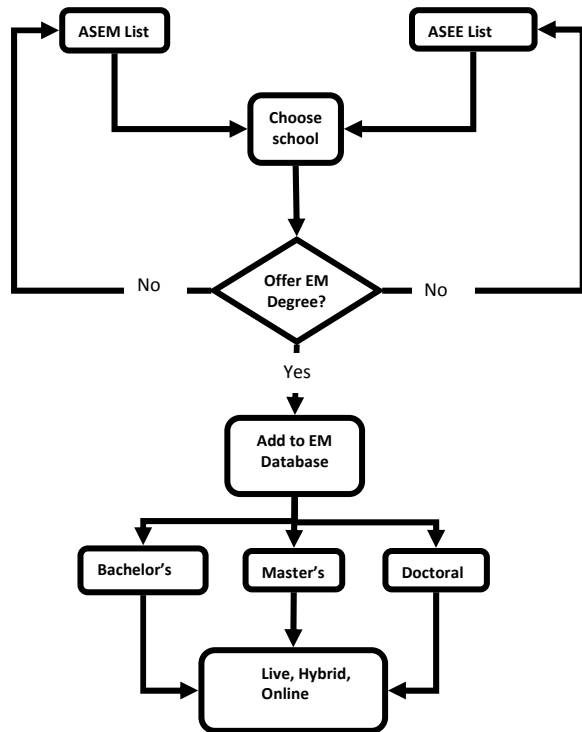 ASEM List
ASEE List
Choose
school
Offer EM
Degree?
No
No
Yes
Add to EM
Database
Bachelor’s
Master’s
Doctoral
Live, Hybrid,
Online